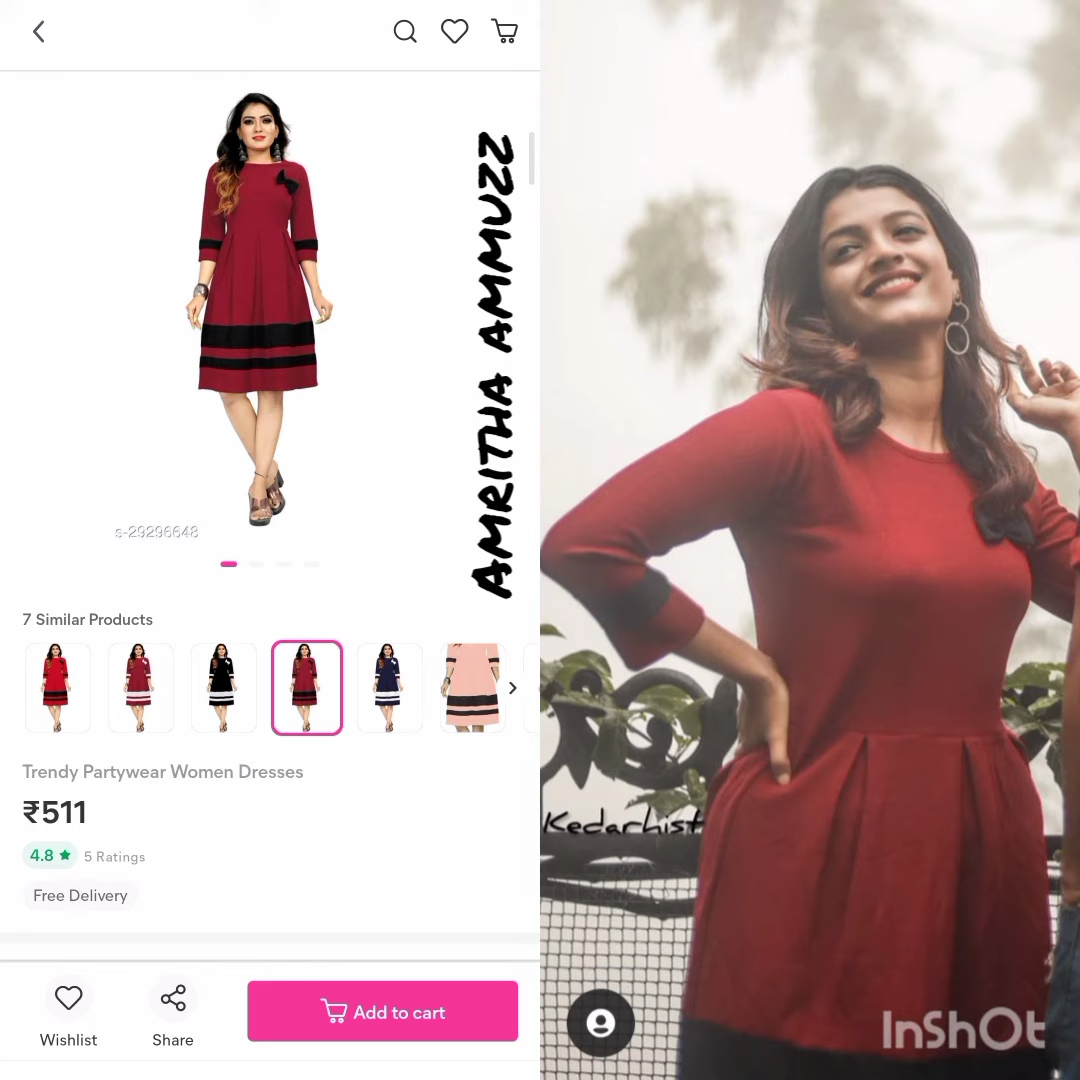 AMRITHA AMMUZZ
s-29296648
7 Similar Products
Trendy Partywear Women Dresses
₹511
4.8 ★ 5 Ratings
Free Delivery
Wishlist
Share
Add to cart
Kedarhist
InShOt